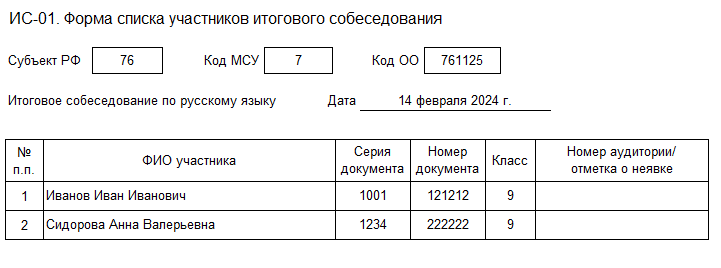 ИС-01. Форма списка участников итогового собеседования
Субъект РФ 76 Код МСУ 7 Код ОО 761125
Итоговое собеседование по русскому языку Дата 14 февраля 2024 г.
№ п.п. ФИО участника Серия документа Номер документа Класс Номер аудитории/ отметка о неявке
1 Иванов Иван Иванович 1001 121212 9
2 Сидорова Анна Валерьевна 1234 222222 9